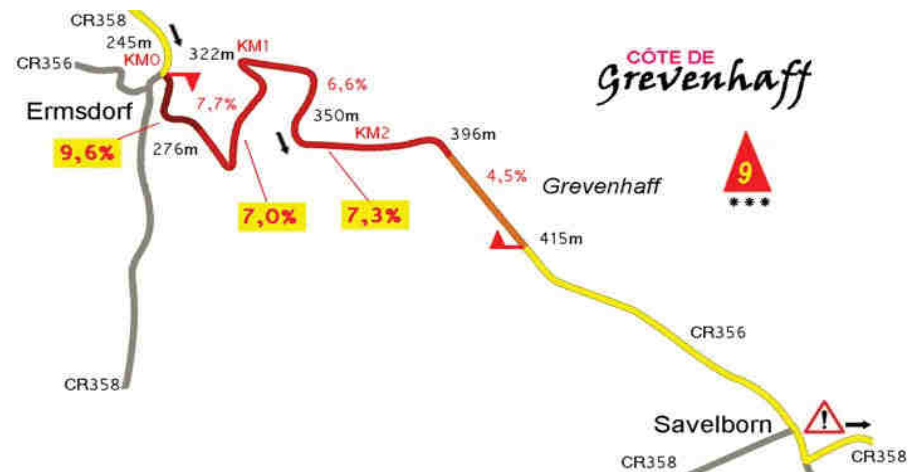 CR358
245m
KM0
CR356
322m
KM1
CÔTE DE
Grevenhaff
7,7%
6,6%
Ermsdorf
350m
KM2
396m
9,6%
276m
4,5%
Grevenhaff
9
***
7,0%
7,3%
415m
CR356
CR358
Savelborn
!
CR358
CR358